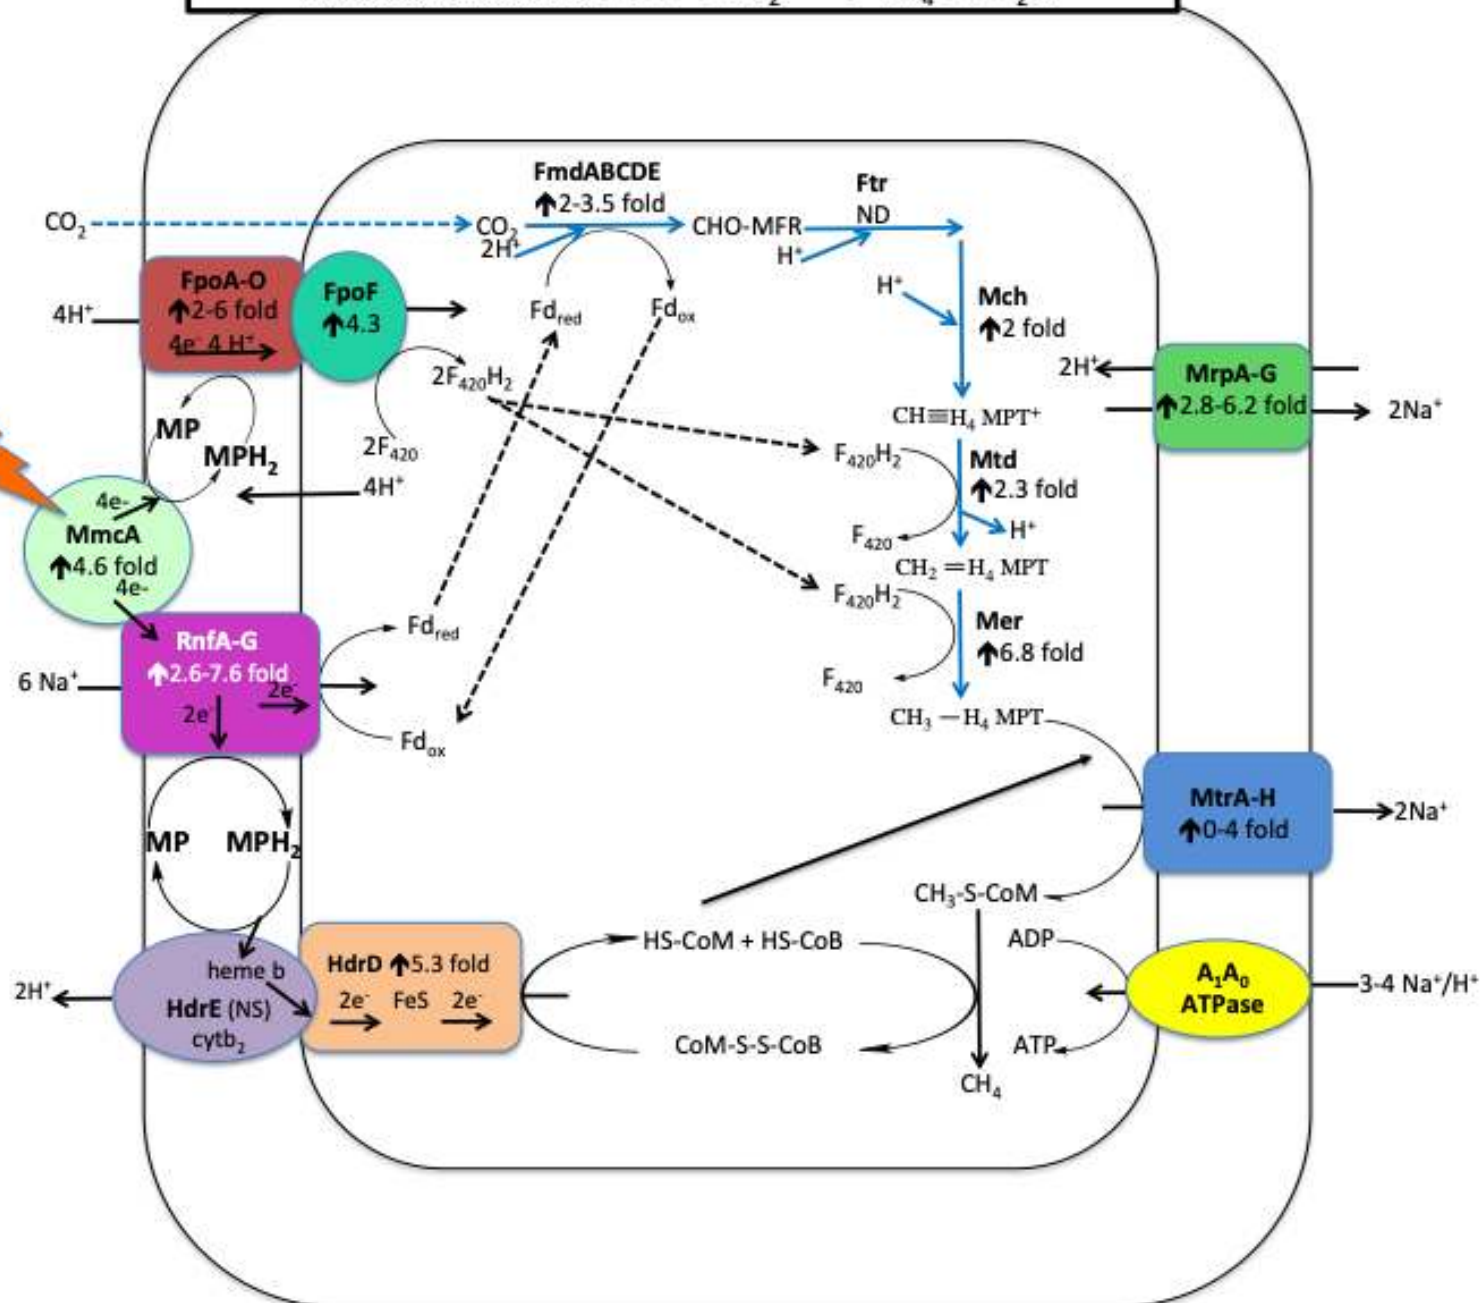 FmdABCDE
↑2-3.5 fold
Ftr
ND
CO₂
CO₂
2H⁺
CHO-MFR
H⁺
FpoA-O
↑2-6 fold
4e⁻ 4 H⁺
FpoF
↑4.3
4H⁺
Fd_red
Fd_ox
H⁺
Mch
↑2 fold
2H⁺
MrpA-G
↑2.8-6.2 fold
2Na⁺
2F₄₂₀H₂
MP
MPH₂
2F₄₂₀
4H⁺
CH≡H₄ MPT⁺
F₄₂₀H₂
Mtd
↑2.3 fold
H⁺
F₄₂₀
CH₂ =H₄ MPT
4e-
MmcA
↑4.6 fold
4e-
F₄₂₀H₂
Mer
↑6.8 fold
F₄₂₀
CH₃ —H₄ MPT
RnfA-G
↑2.6-7.6 fold
2e⁻
2e⁻
6 Na⁺
Fd_red
Fd_ox
MP
MPH₂
MtrA-H
↑0-4 fold
2Na⁺
CH₃-S-CoM
HS-CoM + HS-CoB
ADP
ATP
A₁A₀
ATPase
3-4 Na⁺/H⁺
2H⁺
heme b
HdrE (NS)
cytb₂
HdrD ↑5.3 fold
2e⁻ FeS 2e⁻
CoM-S-S-CoB
CH₄